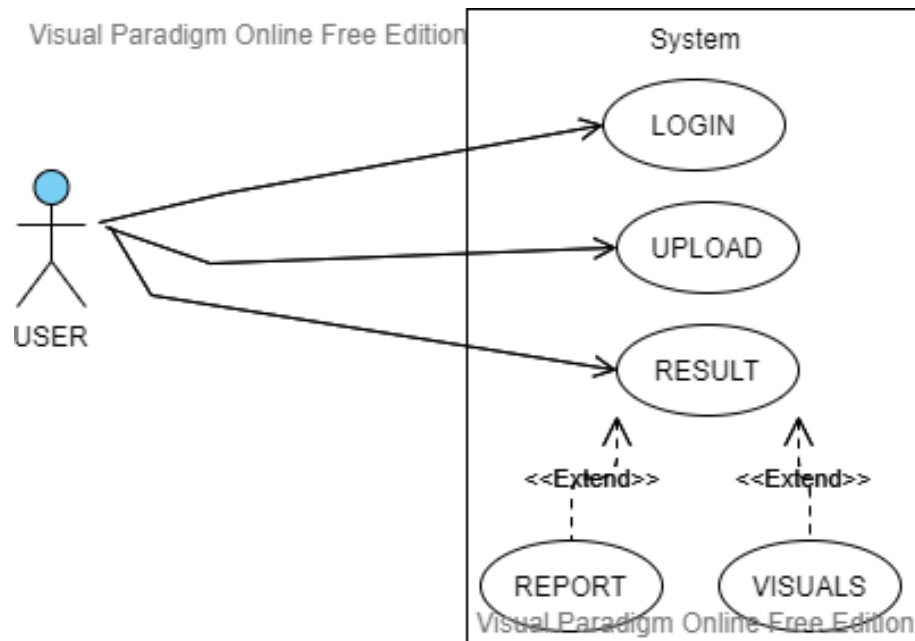 Visual Paradigm Online Free Edition
System
LOGIN
UPLOAD
USER
RESULT
<<Extend>> <<Extend>>
REPORT VISUALS
Visual Paradigm Online Free Edition